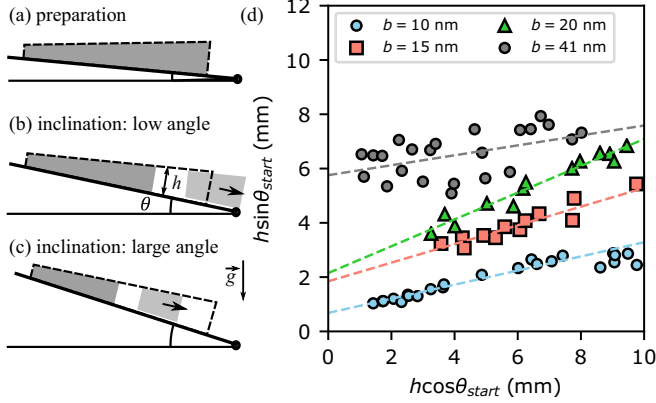 (a) preparation
(b) inclination: low angle
h
θ
(c) inclination: large angle
g
(d)
b = 10 nm
b = 15 nm
b = 20 nm
b = 41 nm
12
10
8
6
4
2
0
hsinθstart (mm)
0 2 4 6 8 10
hcosθstart (mm)